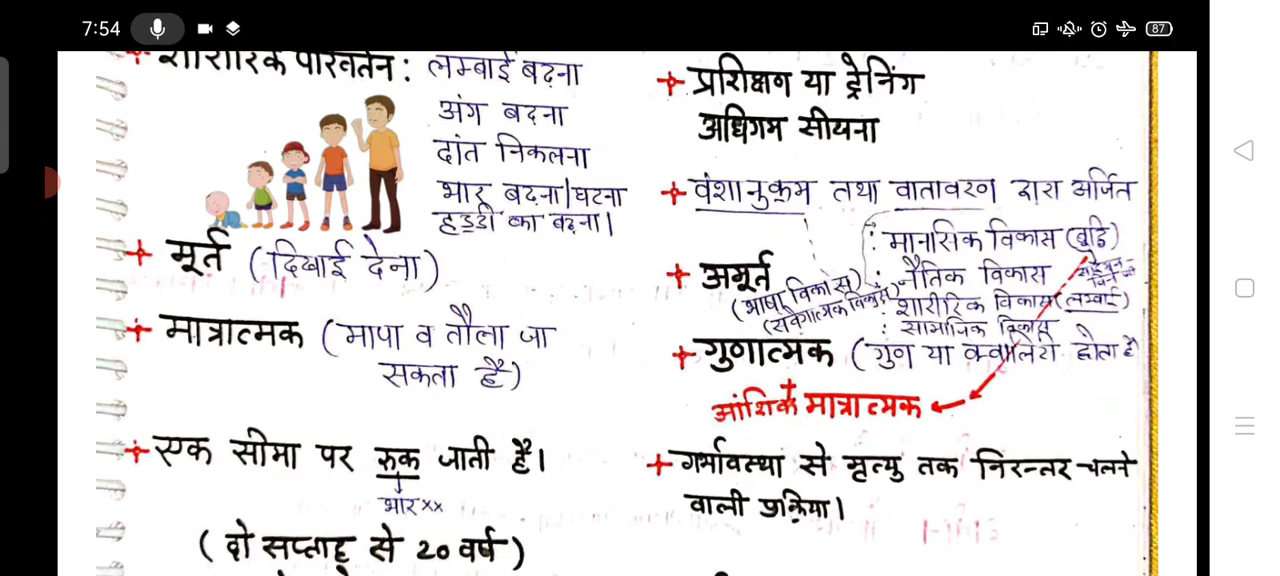 7:54
87
शारीरिक परिवर्तन : लम्बाई बढ़ना
अंग बढ़ना
दांत निकलना
भार बढ़ना/घटना
हड्डी का बढ़ना।
+ मूर्त (दिखाई देना)
+ मात्रात्मक (मापा व तौला जा
सकता है)
+ एक सीमा पर रुक जाती है।
भार xx
(दो सप्ताह से 20 वर्ष)
+ प्रशिक्षण या ट्रेनिंग
अधिगम सीयना
+ वंशानुक्रम तथा वातावरण द्वारा अर्जित
: मानसिक विकास (बुद्धि)
+ अमूर्त : नैतिक विकास
(भाषा विकास) : शारीरिक विकास (लम्बाई)
(संवेगात्मक विकास) : सामाजिक विकास
+ गुणात्मक (गुण या क्वालिटी होता है
+
आंशिक मात्रात्मक
+ गर्भावस्था से मृत्यु तक निरन्तर चलने
वाली प्रक्रिया।